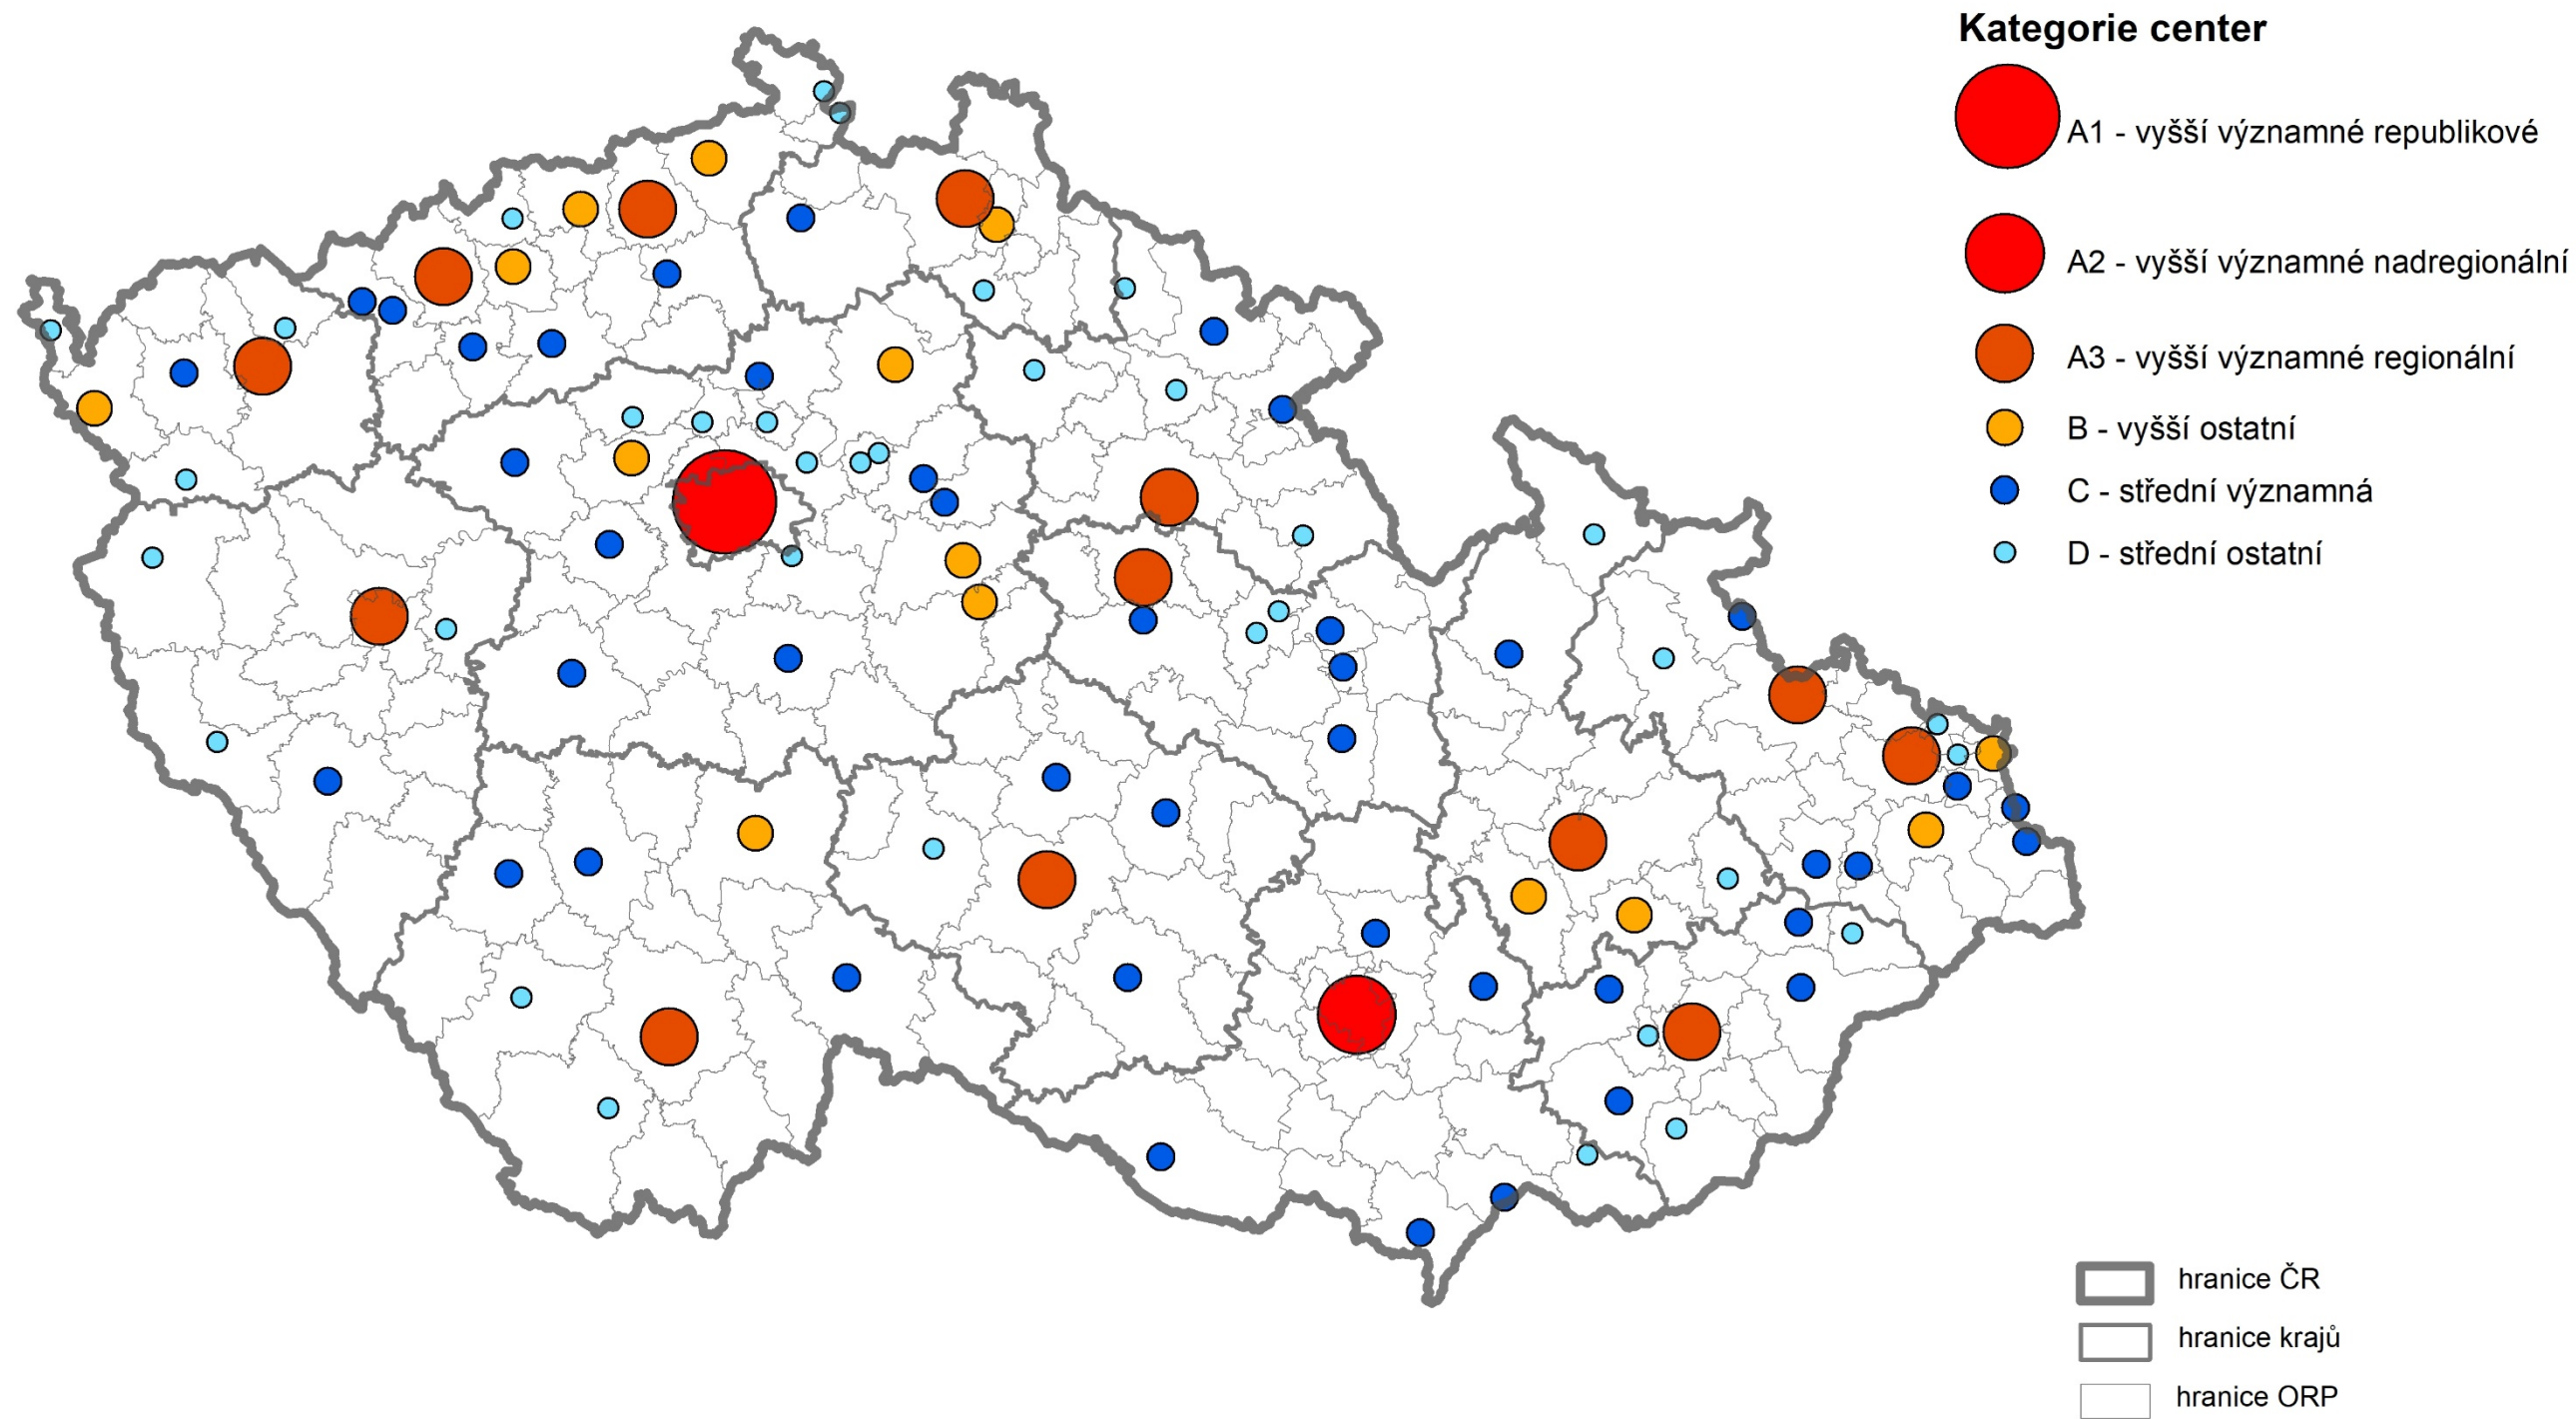 Kategorie center
A1 - vyšší významné republikové
A2 - vyšší významné nadregionální
A3 - vyšší významné regionální
B - vyšší ostatní
C - střední významná
D - střední ostatní
hranice ČR
hranice krajů
hranice ORP